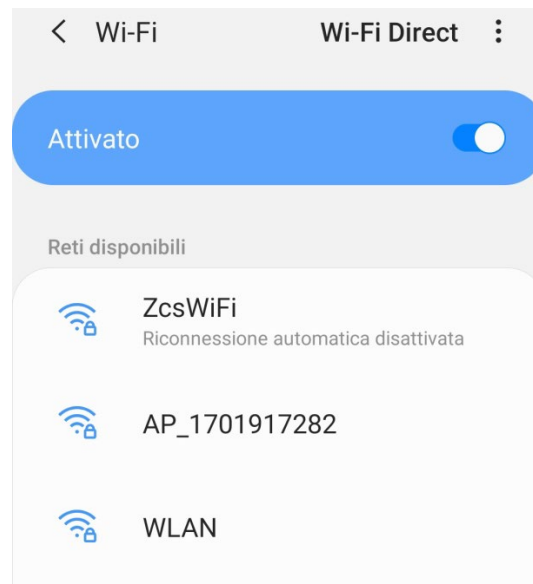 Wi-Fi Wi-Fi Direct
Attivato
Reti disponibili
ZcsWiFi
Riconnessione automatica disattivata
AP_1701917282
WLAN